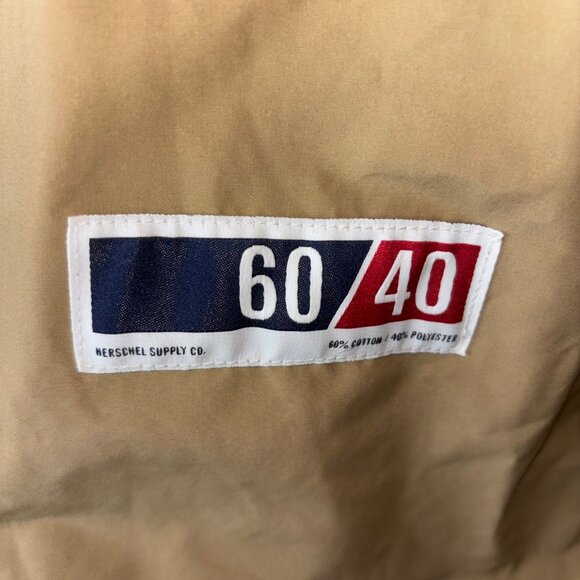 60/40
HERSCHEL SUPPLY CO. 60% COTTON / 40% POLYESTER